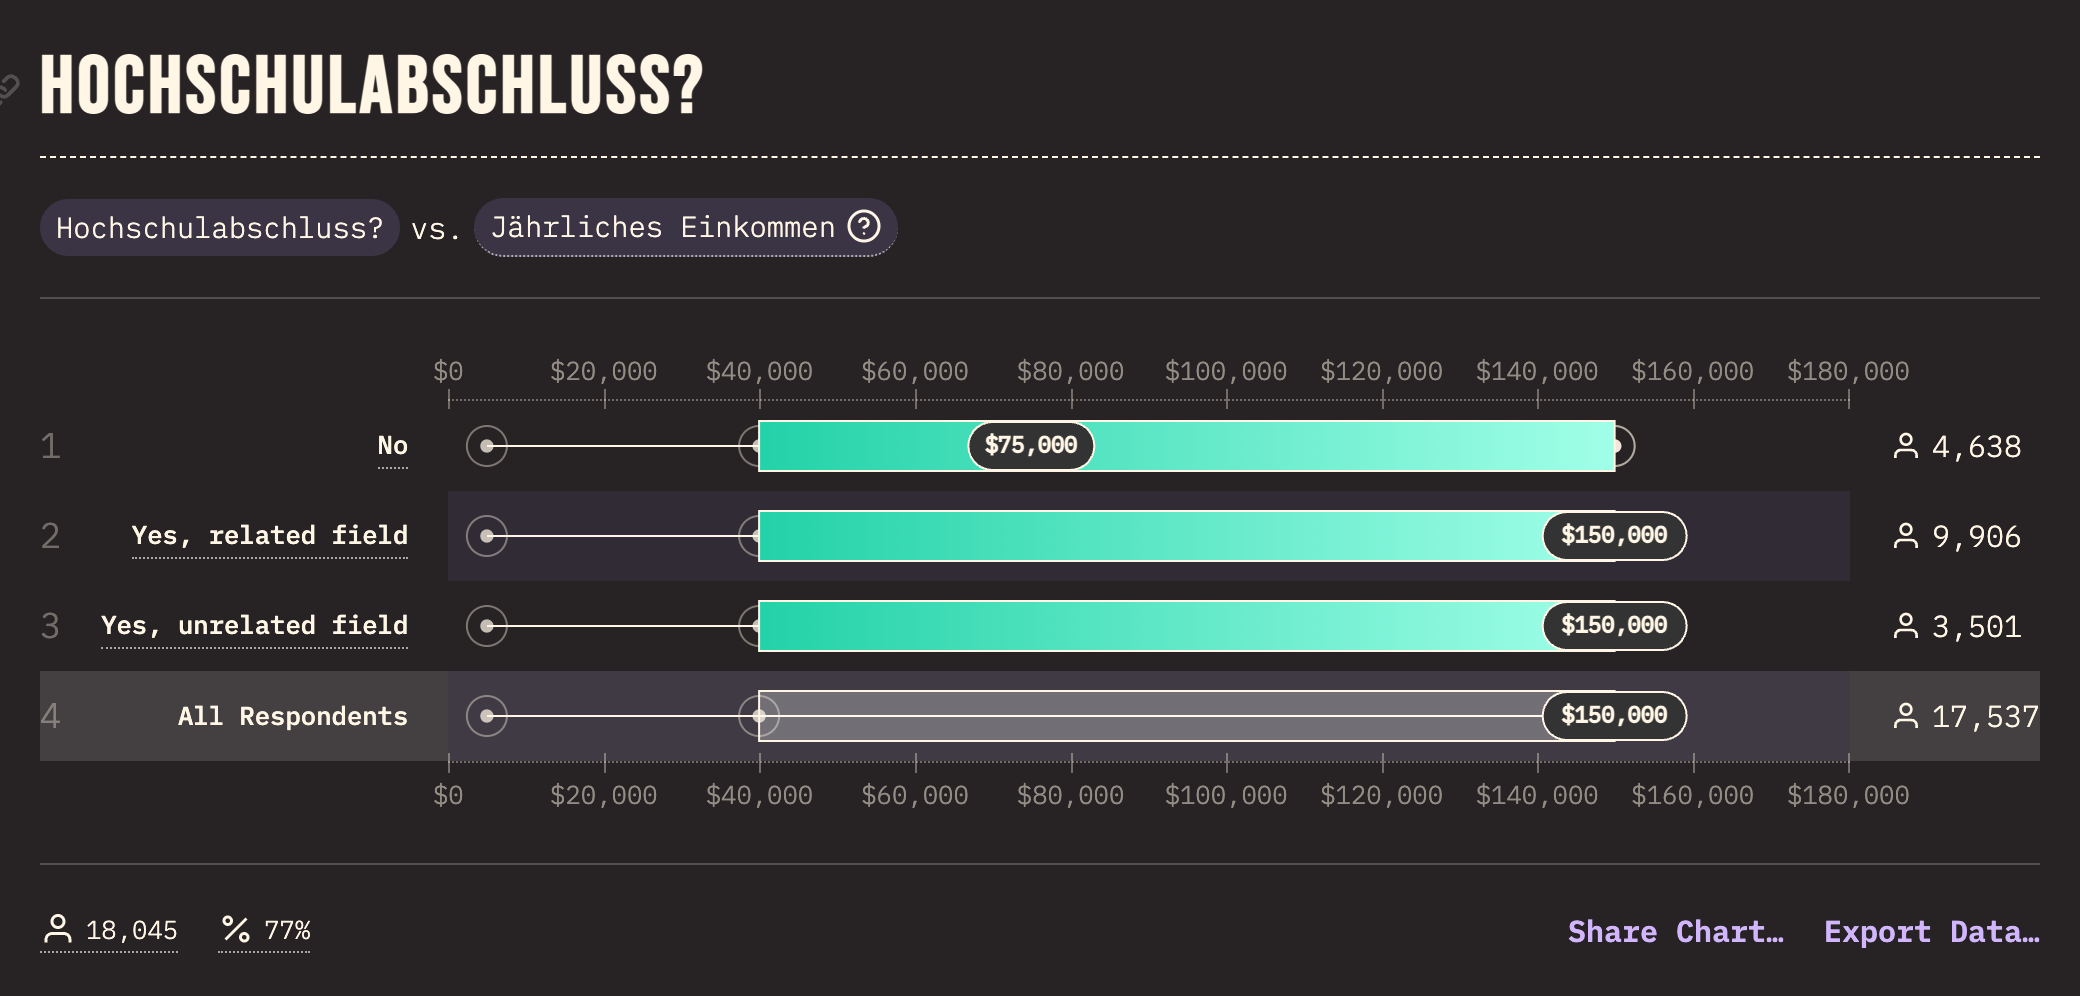 HOCHSCHULABSCHLUSS?
Hochschulabschluss? vs. Jährliches Einkommen ?
$0 $20,000 $40,000 $60,000 $80,000 $100,000 $120,000 $140,000 $160,000 $180,000
1 No $75,000 4,638
2 Yes, related field $150,000 9,906
3 Yes, unrelated field $150,000 3,501
4 All Respondents $150,000 17,537
$0 $20,000 $40,000 $60,000 $80,000 $100,000 $120,000 $140,000 $160,000 $180,000
18,045 % 77% Share Chart… Export Data…